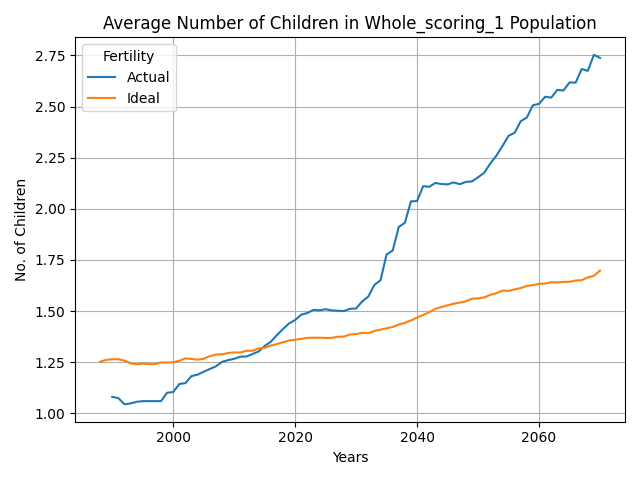 Average Number of Children in Whole_scoring_1 Population
Fertility
Actual
Ideal
No. of Children
2.75
2.50
2.25
2.00
1.75
1.50
1.25
1.00
2000
2020
2040
2060
Years